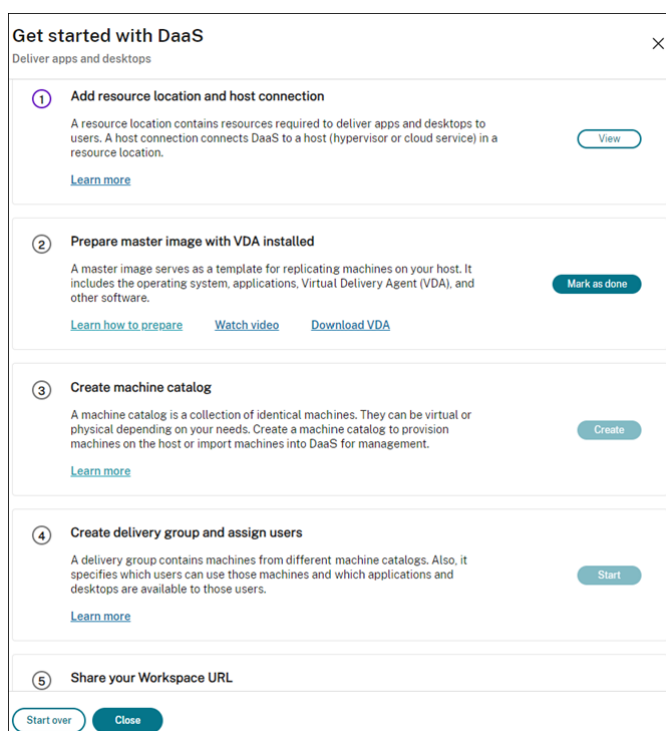 Get started with DaaS
Deliver apps and desktops
1
Add resource location and host connection
A resource location contains resources required to deliver apps and desktops to
users. A host connection connects DaaS to a host (hypervisor or cloud service) in a
resource location.
View
Learn more
2
Prepare master image with VDA installed
A master image serves as a template for replicating machines on your host. It
includes the operating system, applications, Virtual Delivery Agent (VDA), and
other software.
Mark as done
Learn how to prepare Watch video Download VDA
3
Create machine catalog
A machine catalog is a collection of identical machines. They can be virtual or
physical depending on your needs. Create a machine catalog to provision
machines on the host or import machines into DaaS for management.
Create
Learn more
4
Create delivery group and assign users
A delivery group contains machines from different machine catalogs. Also, it
specifies which users can use those machines and which applications and
desktops are available to those users.
Start
Learn more
5
Share your Workspace URL
Start over Close